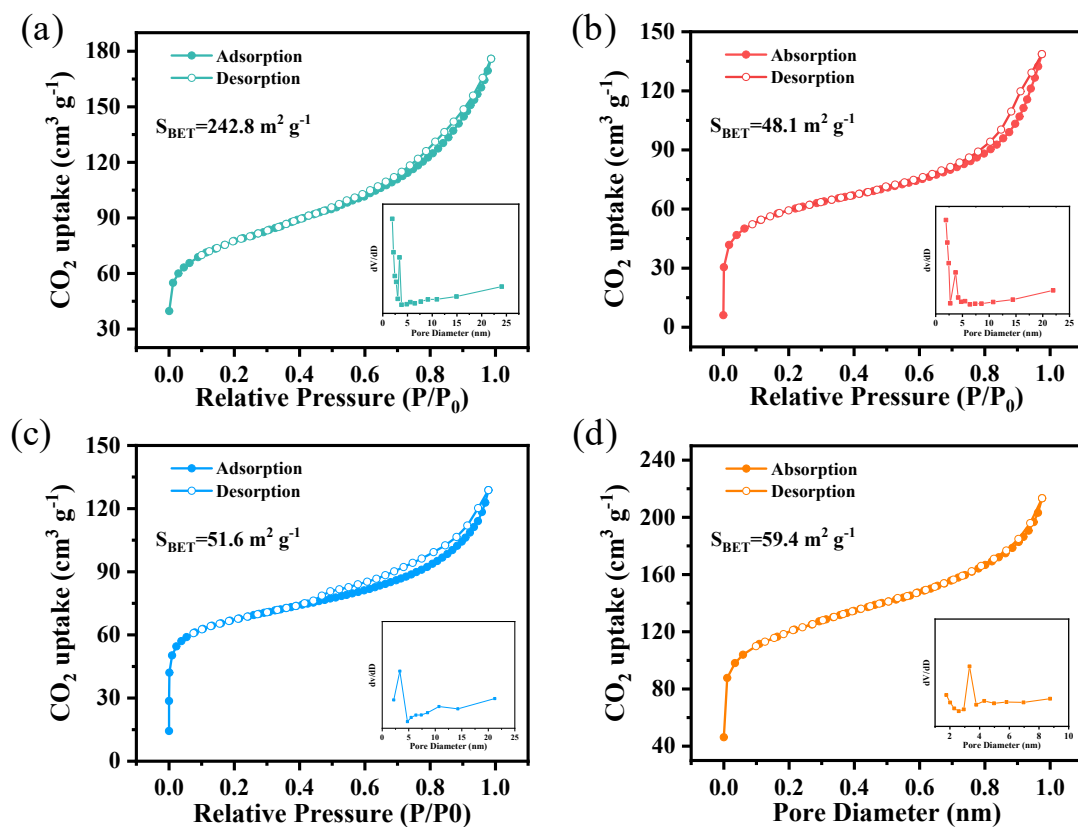 (a)
CO₂ uptake (cm³ g⁻¹)
180
150
120
90
60
30
Adsorption
Desorption
S_BET=242.8 m² g⁻¹
dV/dD
0 5 10 15 20 25
Pore Diameter (nm)
0.0 0.2 0.4 0.6 0.8 1.0
Relative Pressure (P/P₀)
(b)
CO₂ uptake (cm³ g⁻¹)
150
120
90
60
30
0
Absorption
Desorption
S_BET=48.1 m² g⁻¹
dV/dD
0 5 10 15 20 25
Pore Diameter (nm)
0.0 0.2 0.4 0.6 0.8 1.0
Relative Pressure (P/P₀)
(c)
CO₂ uptake (cm³ g⁻¹)
150
120
90
60
30
0
Adsorption
Desorption
S_BET=51.6 m² g⁻¹
dv/dD
0 5 10 15 20 25
Pore Diameter (nm)
0.0 0.2 0.4 0.6 0.8 1.0
Relative Pressure (P/P0)
(d)
CO₂ uptake (cm³ g⁻¹)
240
200
160
120
80
40
Absorption
Desorption
S_BET=59.4 m² g⁻¹
dV/dD
2 4 6 8 10
Pore Diameter (nm)
0.0 0.2 0.4 0.6 0.8 1.0
Pore Diameter (nm)